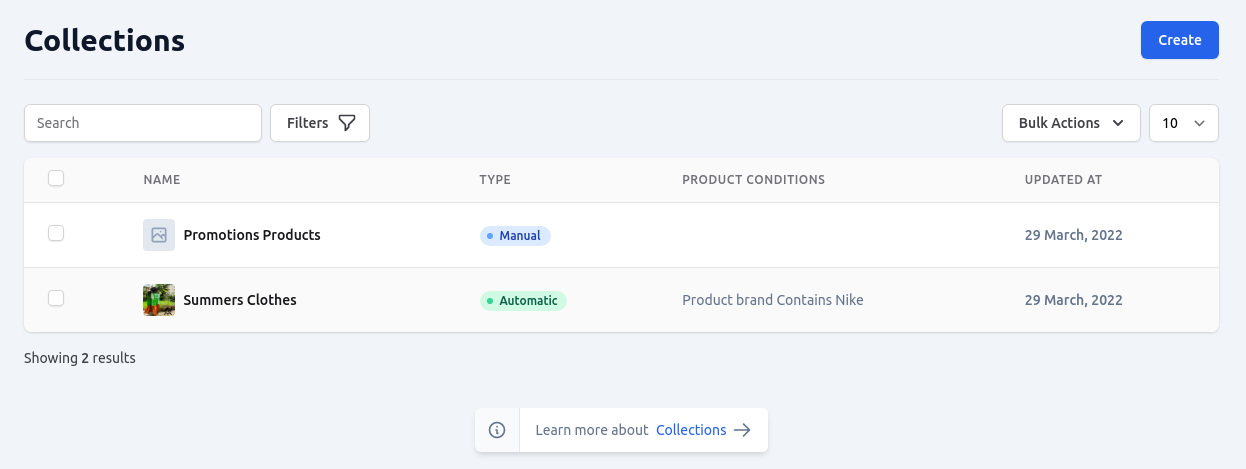 Collections
Create
Search
Filters
Bulk Actions
10
NAME TYPE PRODUCT CONDITIONS UPDATED AT
Promotions Products Manual 29 March, 2022
Summers Clothes Automatic Product brand Contains Nike 29 March, 2022
Showing 2 results
Learn more about Collections